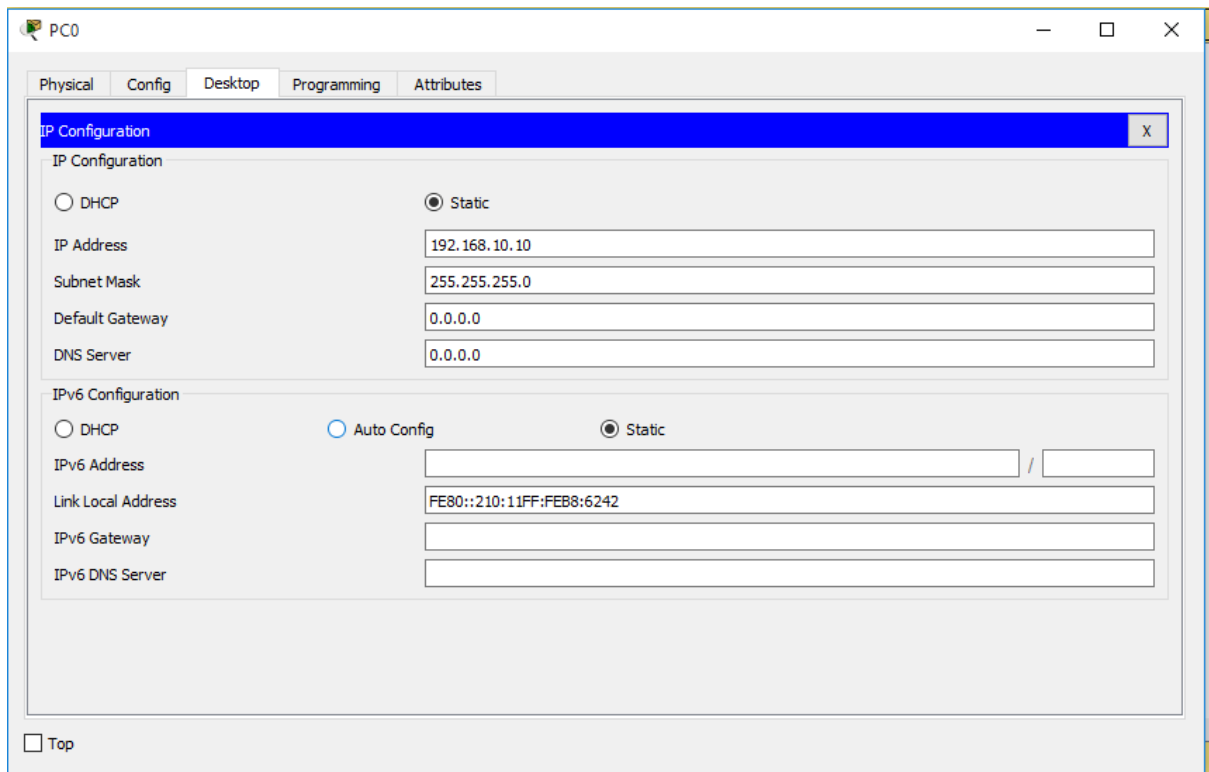 PC0
Physical Config Desktop Programming Attributes
IP Configuration X
IP Configuration
DHCP Static
IP Address 192.168.10.10
Subnet Mask 255.255.255.0
Default Gateway 0.0.0.0
DNS Server 0.0.0.0
IPv6 Configuration
DHCP Auto Config Static
IPv6 Address /
Link Local Address FE80::210:11FF:FEB8:6242
IPv6 Gateway
IPv6 DNS Server
Top